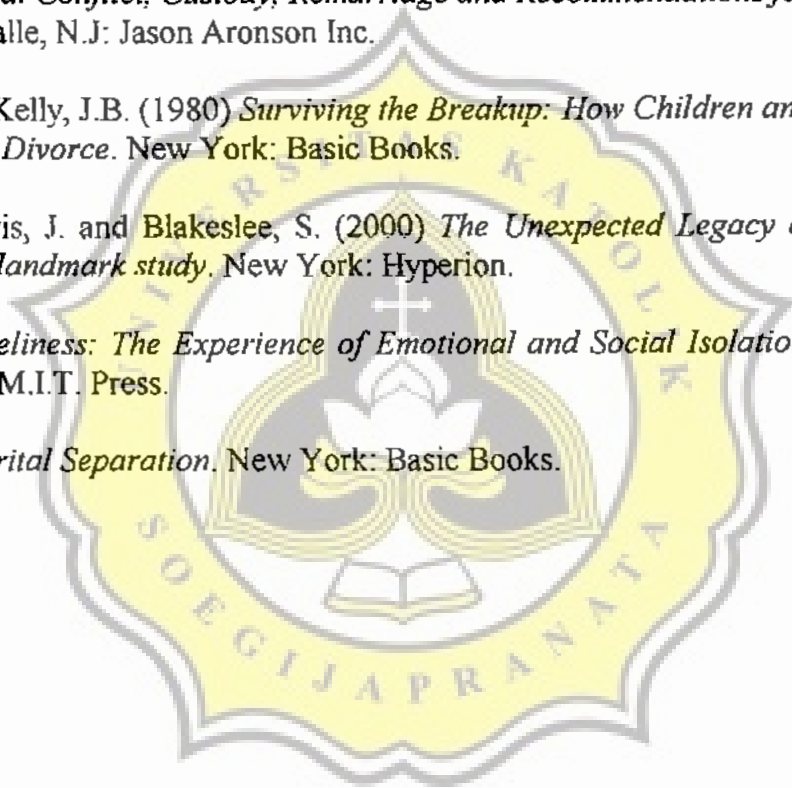 Conflict, Custody, Remarriage and Recommendations
alle, N.J: Jason Aronson Inc.
Kelly, J.B. (1980) Surviving the Breakup: How Children an
Divorce. New York: Basic Books.
is, J. and Blakeslee, S. (2000) The Unexpected Legacy
landmark study. New York: Hyperion.
eliness: The Experience of Emotional and Social Isolatio
M.I.T. Press.
rital Separation. New York: Basic Books.
UNIVERSITAS KATOLIK
SOEGIJAPRANATA